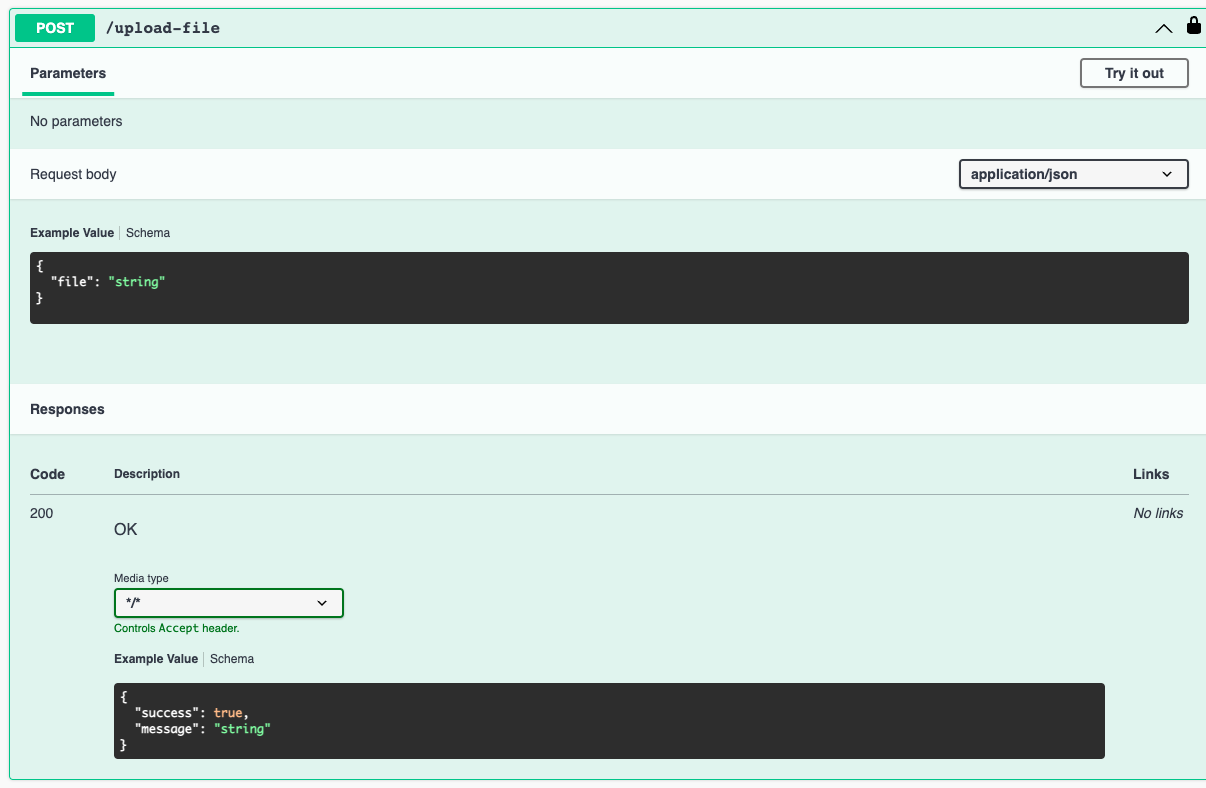 POST /upload-file
Parameters
Try it out
No parameters
Request body
application/json
Example Value
Schema
{
  "file": "string"
}
Responses
Code
Description
Links
200
OK
No links
Media type
*/*
Controls Accept header.
Example Value
Schema
{
  "success": true,
  "message": "string"
}